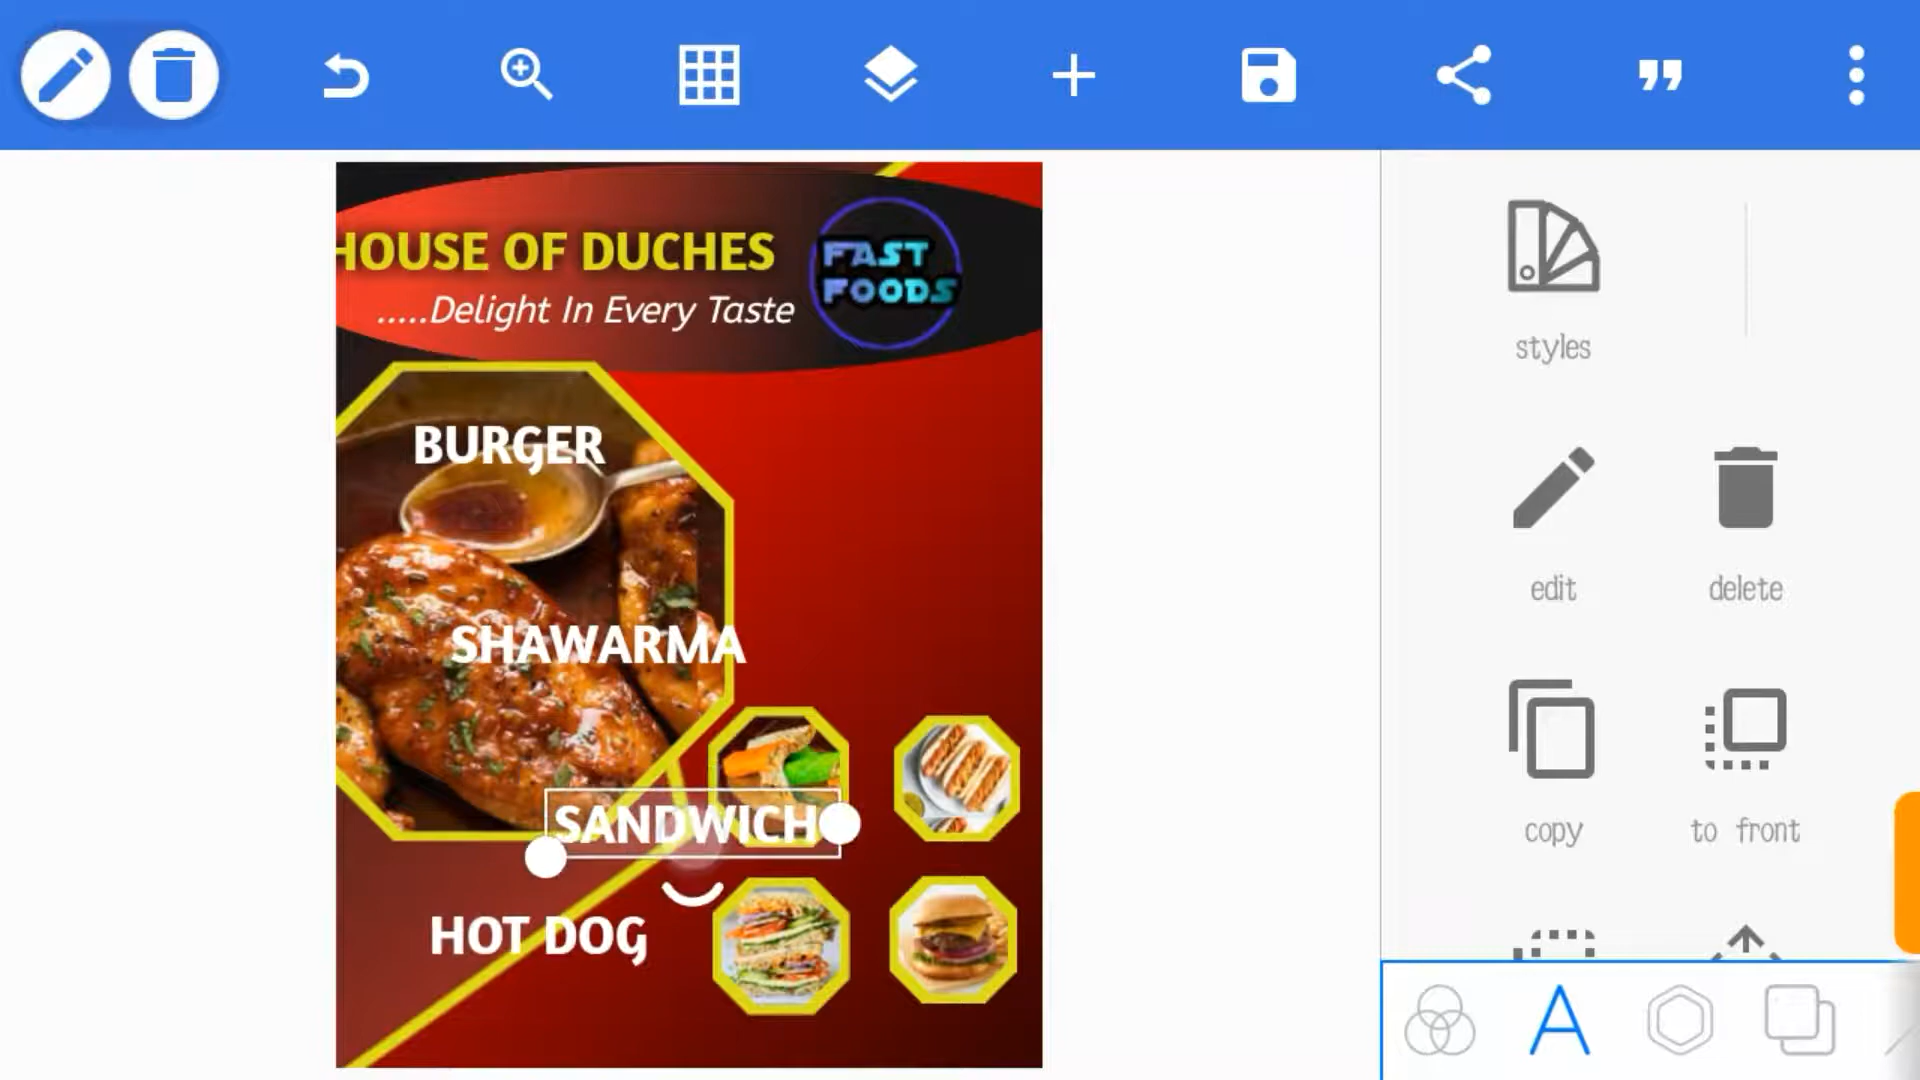 HOUSE OF DUCHES
.....Delight In Every Taste
FAST
FOODS
BURGER
SHAWARMA
SANDWICH
HOT DOG
styles
edit
delete
copy
to front